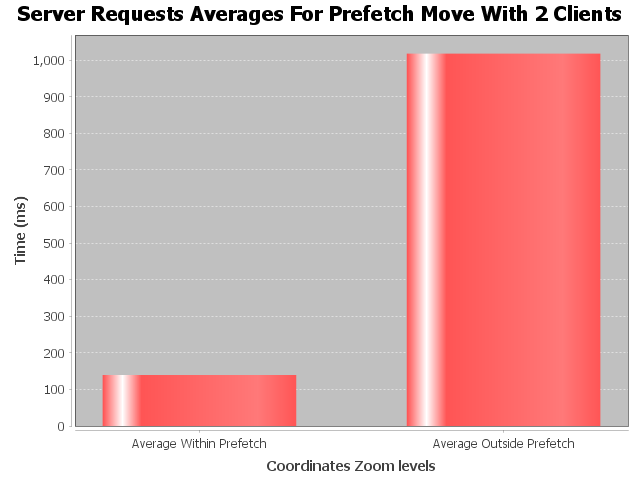 Server Requests Averages For Prefetch Move With 2 Clients
1,000
900
800
700
600
500
400
300
200
100
0
Time (ms)
Average Within Prefetch
Average Outside Prefetch
Coordinates Zoom levels